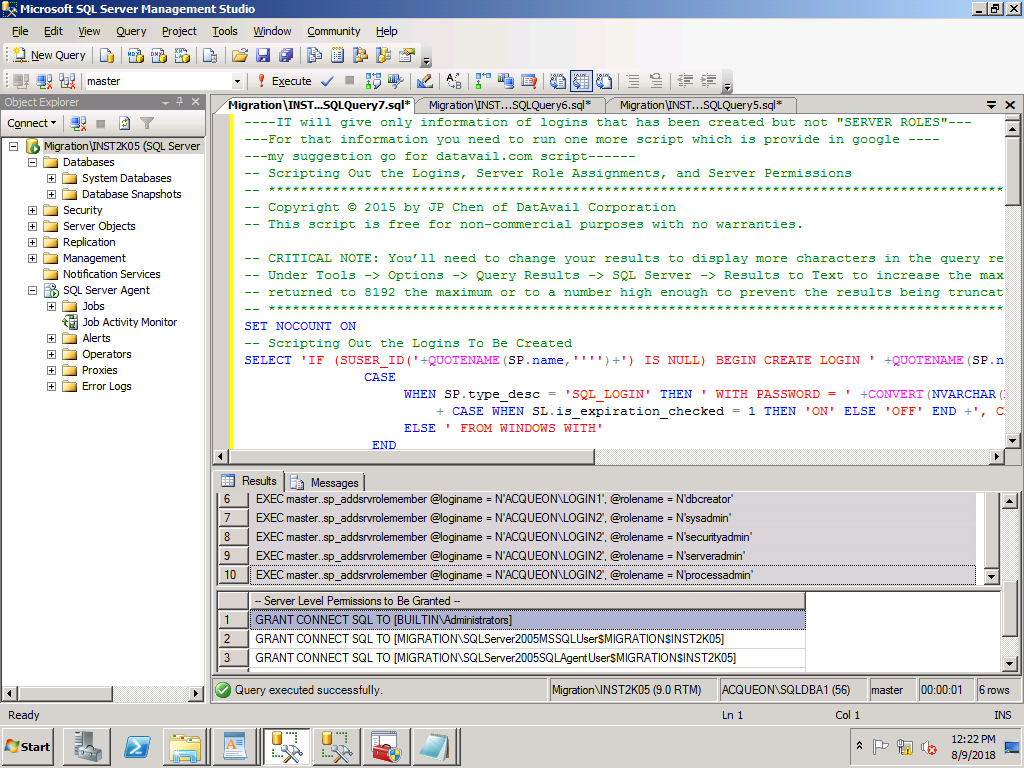 Microsoft SQL Server Management Studio
File Edit View Query Project Tools Window Community Help
New Query
master Execute
Object Explorer
Connect
Migration\INST2K05 (SQL Server
Databases
System Databases
Database Snapshots
Security
Server Objects
Replication
Management
Notification Services
SQL Server Agent
Jobs
Job Activity Monitor
Alerts
Operators
Proxies
Error Logs
Migration\INST...SQLQuery7.sql* Migration\INST...SQLQuery6.sql* Migration\INST...SQLQuery5.sql*
----IT will give only information of logins that has been created but not "SERVER ROLES"---
---For that information you need to run one more script which is provide in google ----
---my suggestion go for datavail.com script------
-- Scripting Out the Logins, Server Role Assignments, and Server Permissions
-- ************************************************************************************************
-- Copyright © 2015 by JP Chen of DatAvail Corporation
-- This script is free for non-commercial purposes with no warranties.
-- CRITICAL NOTE: You’ll need to change your results to display more characters in the query re
-- Under Tools –> Options –> Query Results –> SQL Server –> Results to Text to increase the max
-- returned to 8192 the maximum or to a number high enough to prevent the results being truncat
-- ************************************************************************************************
SET NOCOUNT ON
-- Scripting Out the Logins To Be Created
SELECT 'IF (SUSER_ID('+QUOTENAME(SP.name,'''')+') IS NULL) BEGIN CREATE LOGIN ' +QUOTENAME(SP.n
CASE
WHEN SP.type_desc = 'SQL_LOGIN' THEN ' WITH PASSWORD = ' +CONVERT(NVARCHAR(
+ CASE WHEN SL.is_expiration_checked = 1 THEN 'ON' ELSE 'OFF' END +', C
ELSE ' FROM WINDOWS WITH'
END
Results Messages
6 EXEC master..sp_addsrvrolemember @loginame = N'ACQUEON\LOGIN1', @rolename = N'dbcreator'
7 EXEC master..sp_addsrvrolemember @loginame = N'ACQUEON\LOGIN2', @rolename = N'sysadmin'
8 EXEC master..sp_addsrvrolemember @loginame = N'ACQUEON\LOGIN2', @rolename = N'securityadmin'
9 EXEC master..sp_addsrvrolemember @loginame = N'ACQUEON\LOGIN2', @rolename = N'serveradmin'
10 EXEC master..sp_addsrvrolemember @loginame = N'ACQUEON\LOGIN2', @rolename = N'processadmin'
-- Server Level Permissions to Be Granted --
1 GRANT CONNECT SQL TO [BUILTIN\Administrators]
2 GRANT CONNECT SQL TO [MIGRATION\SQLServer2005MSSQLUser$MIGRATION$INST2K05]
3 GRANT CONNECT SQL TO [MIGRATION\SQLServer2005SQLAgentUser$MIGRATION$INST2K05]
Query executed successfully. Migration\INST2K05 (9.0 RTM) ACQUEON\SQLDBA1 (56) master 00:00:01 6 rows
Ready Ln 1 Col 1 INS
Start 12:22 PM
8/9/2018